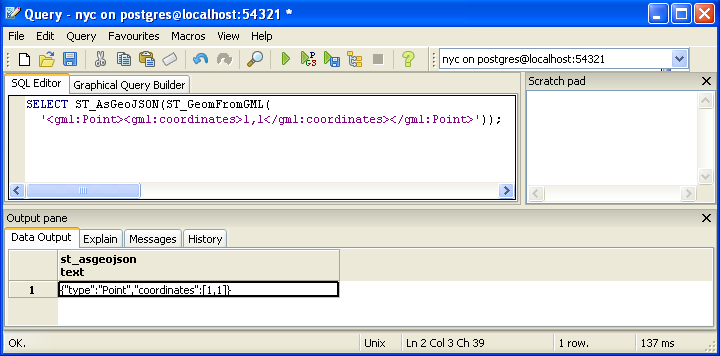 Query - nyc on postgres@localhost:54321 *
File Edit Query Favourites Macros View Help
nyc on postgres@localhost:54321
SQL Editor Graphical Query Builder
Scratch pad
SELECT ST_AsGeoJSON(ST_GeomFromGML(
'<gml:Point><gml:coordinates>1,1</gml:coordinates></gml:Point>'));
Output pane
Data Output Explain Messages History
st_asgeojson
text
1 {"type":"Point","coordinates":[1,1]}
OK. Unix Ln 2 Col 3 Ch 39 1 row. 137 ms